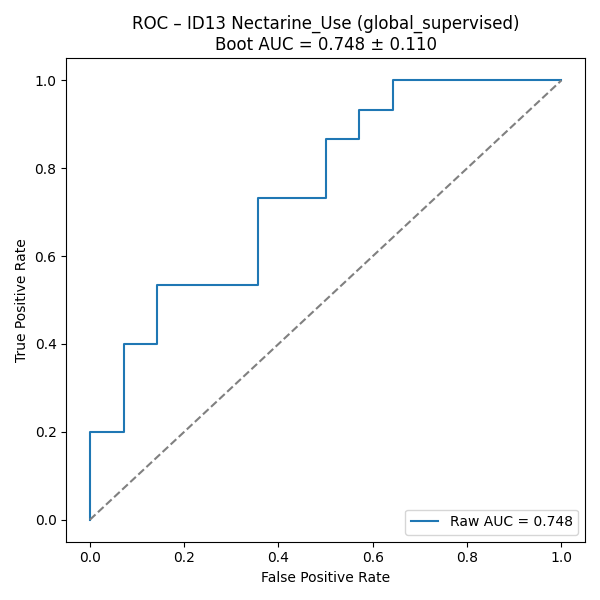 ROC – ID13 Nectarine_Use (global_supervised)
Boot AUC = 0.748 ± 0.110
True Positive Rate
1.0
0.8
0.6
0.4
0.2
0.0
Raw AUC = 0.748
0.0 0.2 0.4 0.6 0.8 1.0
False Positive Rate